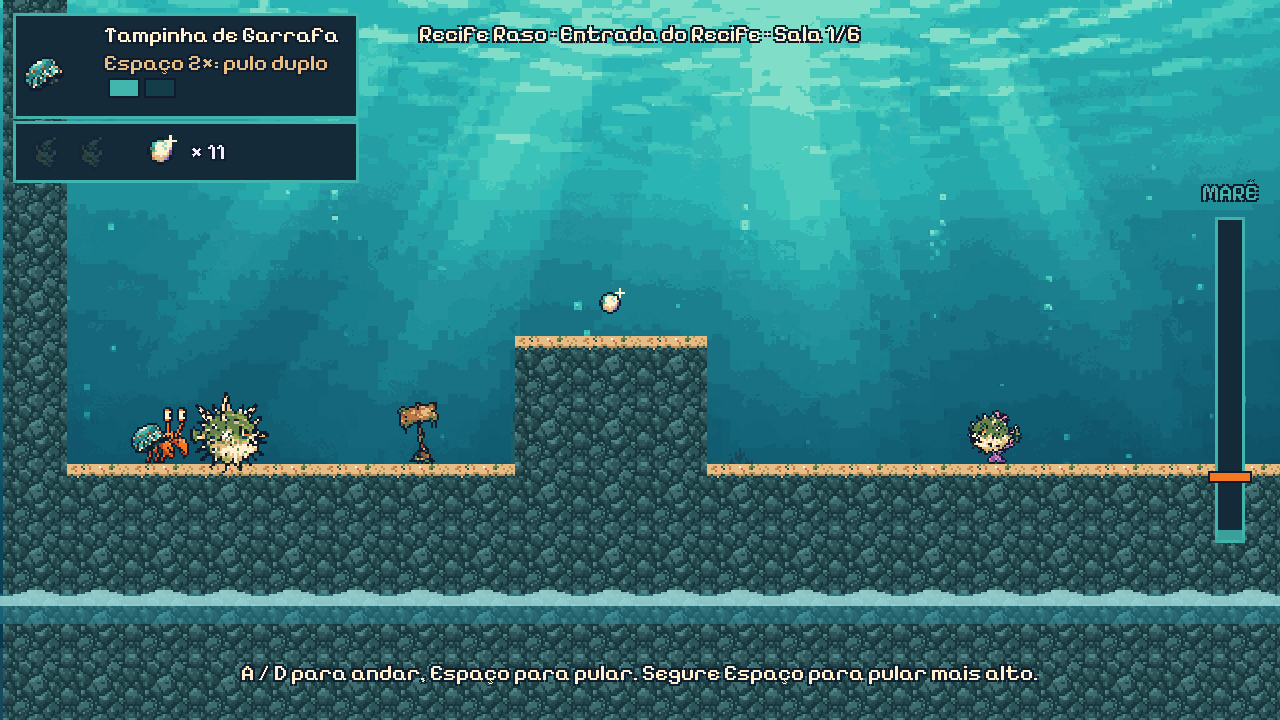 Tampinha de Garrafa
Espaço 2×: pulo duplo
× 11
Recife Raso · Entrada do Recife · Sala 1/6
MARÉ
A / D para andar, Espaço para pular. Segure Espaço para pular mais alto.